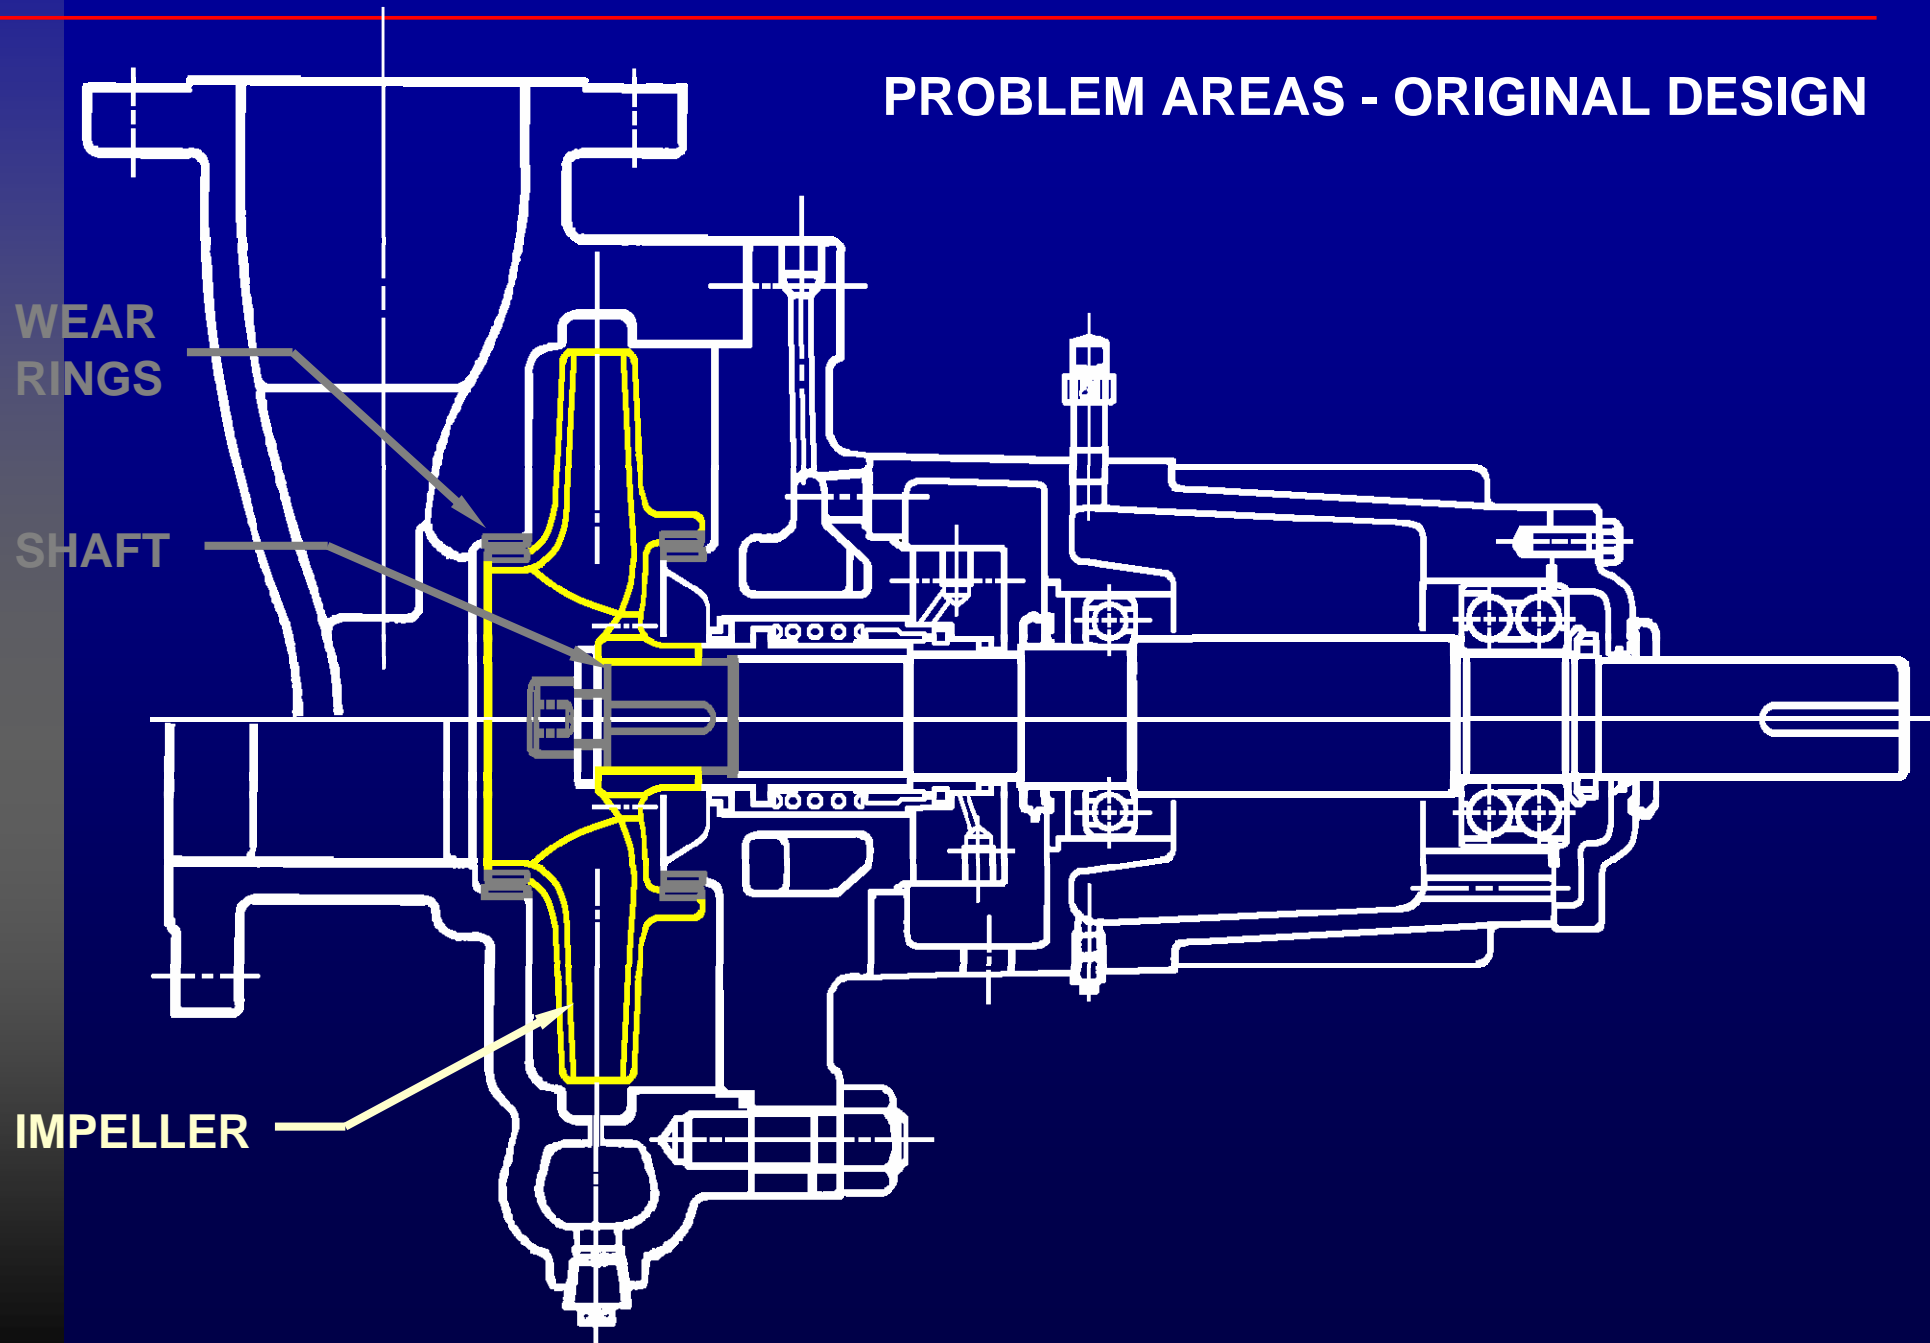 PROBLEM AREAS - ORIGINAL DESIGN
WEAR
RINGS
SHAFT
IMPELLER